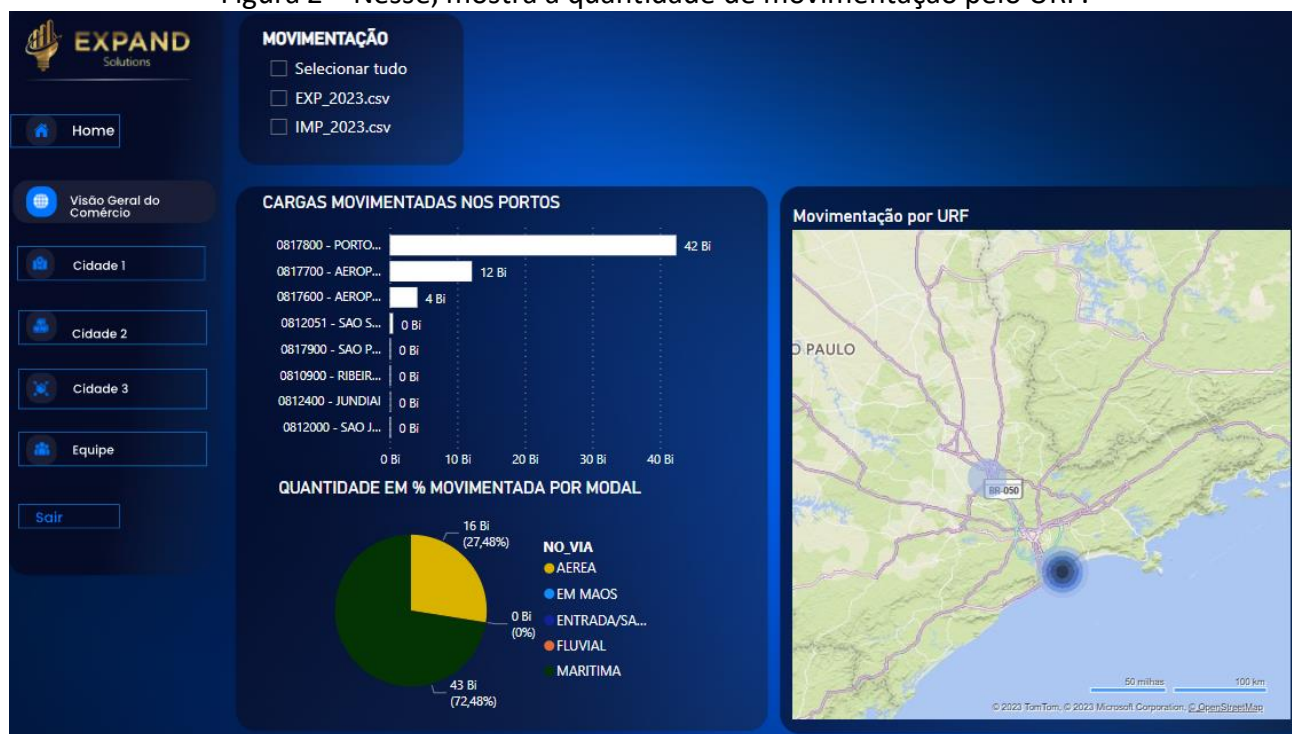 Figura 2 – Nesse, mostra a quantidade de movimentação pelo URF.
EXPAND
Solutions
Home
Visão Geral do
Comércio
Cidade 1
Cidade 2
Cidade 3
Equipe
Sair
MOVIMENTAÇÃO
Selecionar tudo
EXP_2023.csv
IMP_2023.csv
CARGAS MOVIMENTADAS NOS PORTOS
0817800 - PORTO... 42 Bi
0817700 - AEROP... 12 Bi
0817600 - AEROP... 4 Bi
0812051 - SAO S... 0 Bi
0817900 - SAO P... 0 Bi
0810900 - RIBEIR... 0 Bi
0812400 - JUNDIAI 0 Bi
0812000 - SAO J... 0 Bi
0 Bi 10 Bi 20 Bi 30 Bi 40 Bi
QUANTIDADE EM % MOVIMENTADA POR MODAL
16 Bi
(27,48%)
0 Bi
(0%)
43 Bi
(72,48%)
NO_VIA
AEREA
EM MAOS
ENTRADA/SA...
FLUVIAL
MARITIMA
Movimentação por URF
O PAULO
BR-050
50 milhas 100 km
© 2023 TomTom, © 2023 Microsoft Corporation, © OpenStreetMap